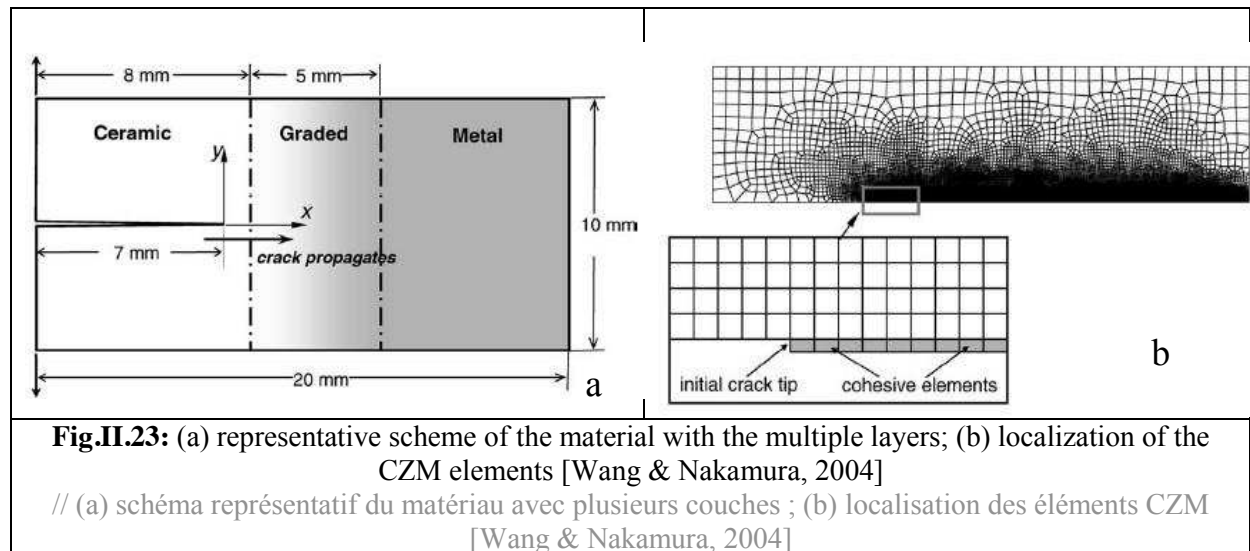 8 mm
5 mm
Ceramic
Graded
Metal
y
x
10 mm
7 mm
crack propagates
20 mm
a
initial crack tip
cohesive elements
b
Fig.II.23: (a) representative scheme of the material with the multiple layers; (b) localization of the
CZM elements [Wang & Nakamura, 2004]
// (a) schéma représentatif du matériau avec plusieurs couches ; (b) localisation des éléments CZM
[Wang & Nakamura, 2004]